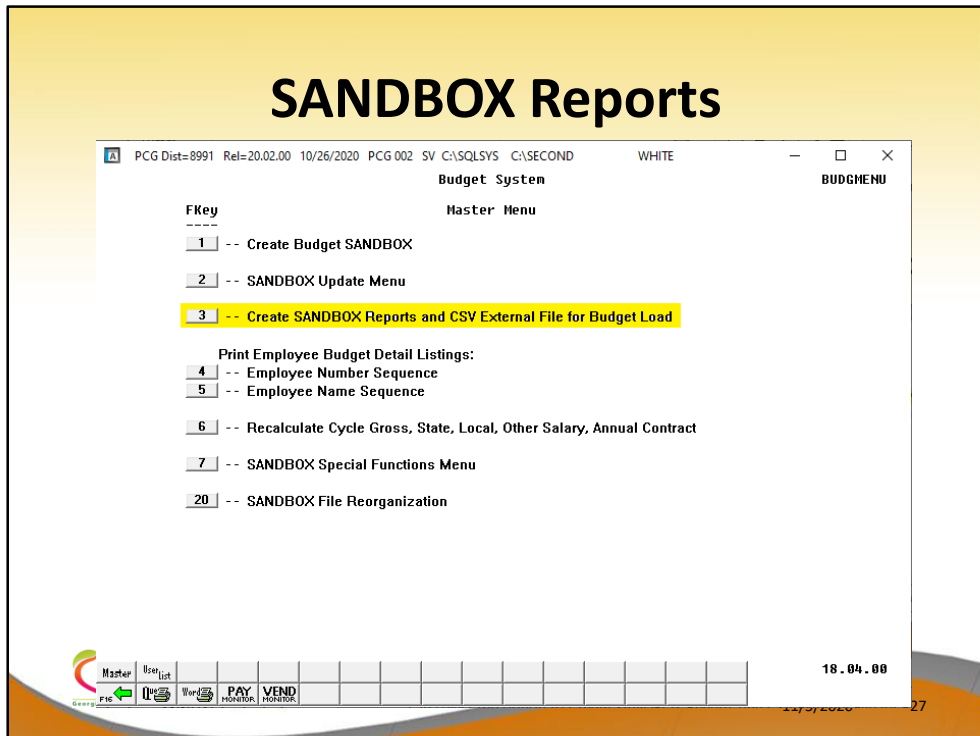 SANDBOX Reports
A PCG Dist=8991 Rel=20.02.00 10/26/2020 PCG 002 SV C:\SQLSYS C:\SECOND WHITE
Budget System BUDGMENU
FKey Master Menu
----
1 -- Create Budget SANDBOX
2 -- SANDBOX Update Menu
3 -- Create SANDBOX Reports and CSV External File for Budget Load
Print Employee Budget Detail Listings:
4 -- Employee Number Sequence
5 -- Employee Name Sequence
6 -- Recalculate Cycle Gross, State, Local, Other Salary, Annual Contract
7 -- SANDBOX Special Functions Menu
20 -- SANDBOX File Reorganization
Master User List 18.04.00
F16 Que Word PAY MONITOR VEND MONITOR
Georg 27